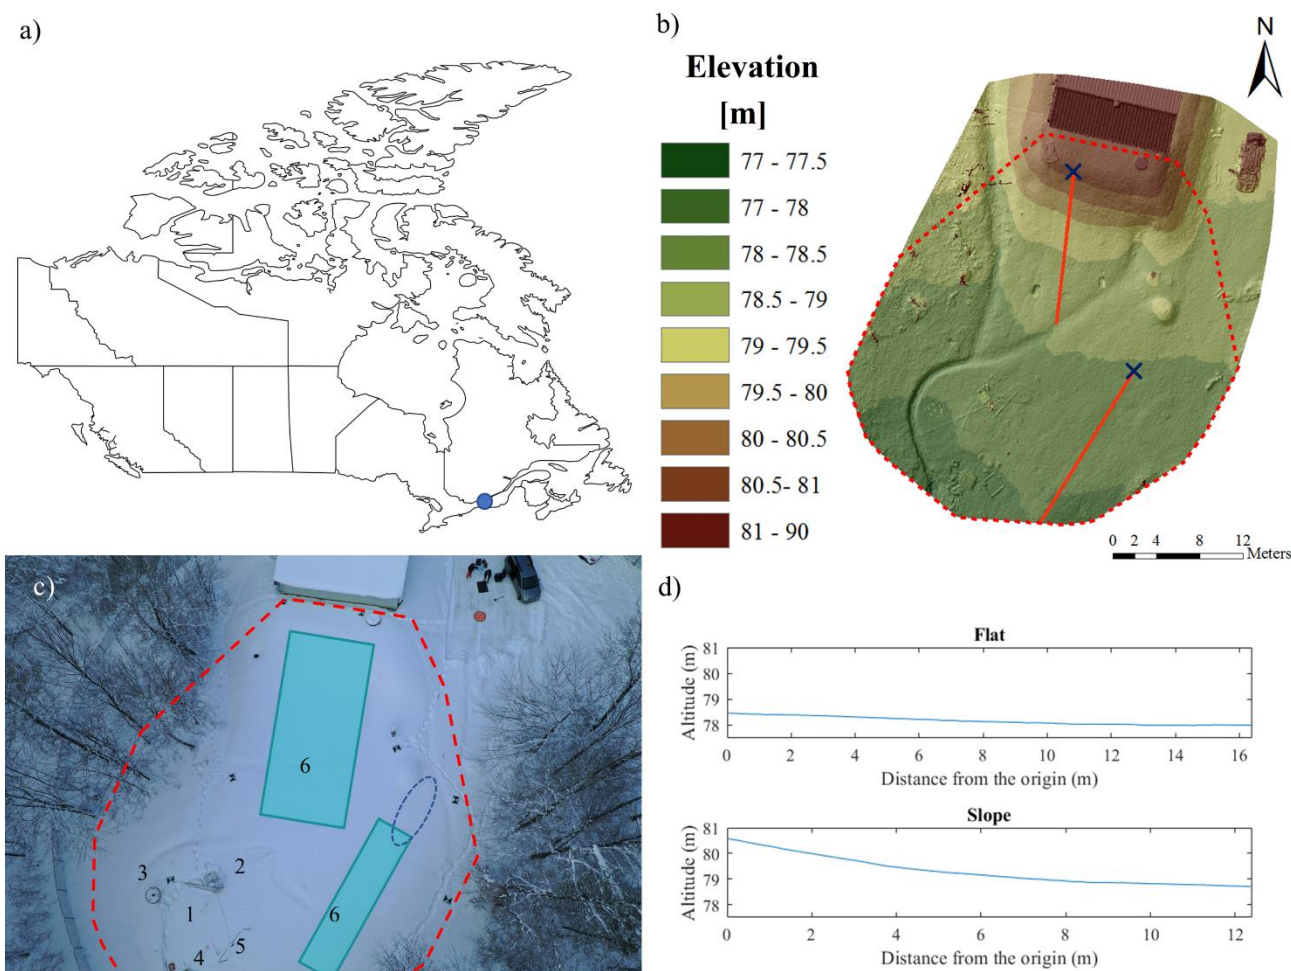 a)
b)
N
Elevation
[m]
77 - 77.5
77 - 78
78 - 78.5
78.5 - 79
79 - 79.5
79.5 - 80
80 - 80.5
80.5- 81
81 - 90
0 2 4 8 12
Meters
c)
6
3
2
1
6
4
5
d)
Flat
Altitude (m)
81
80
79
78
0 2 4 6 8 10 12 14 16
Distance from the origin (m)
Slope
Altitude (m)
81
80
79
78
0 2 4 6 8 10 12
Distance from the origin (m)